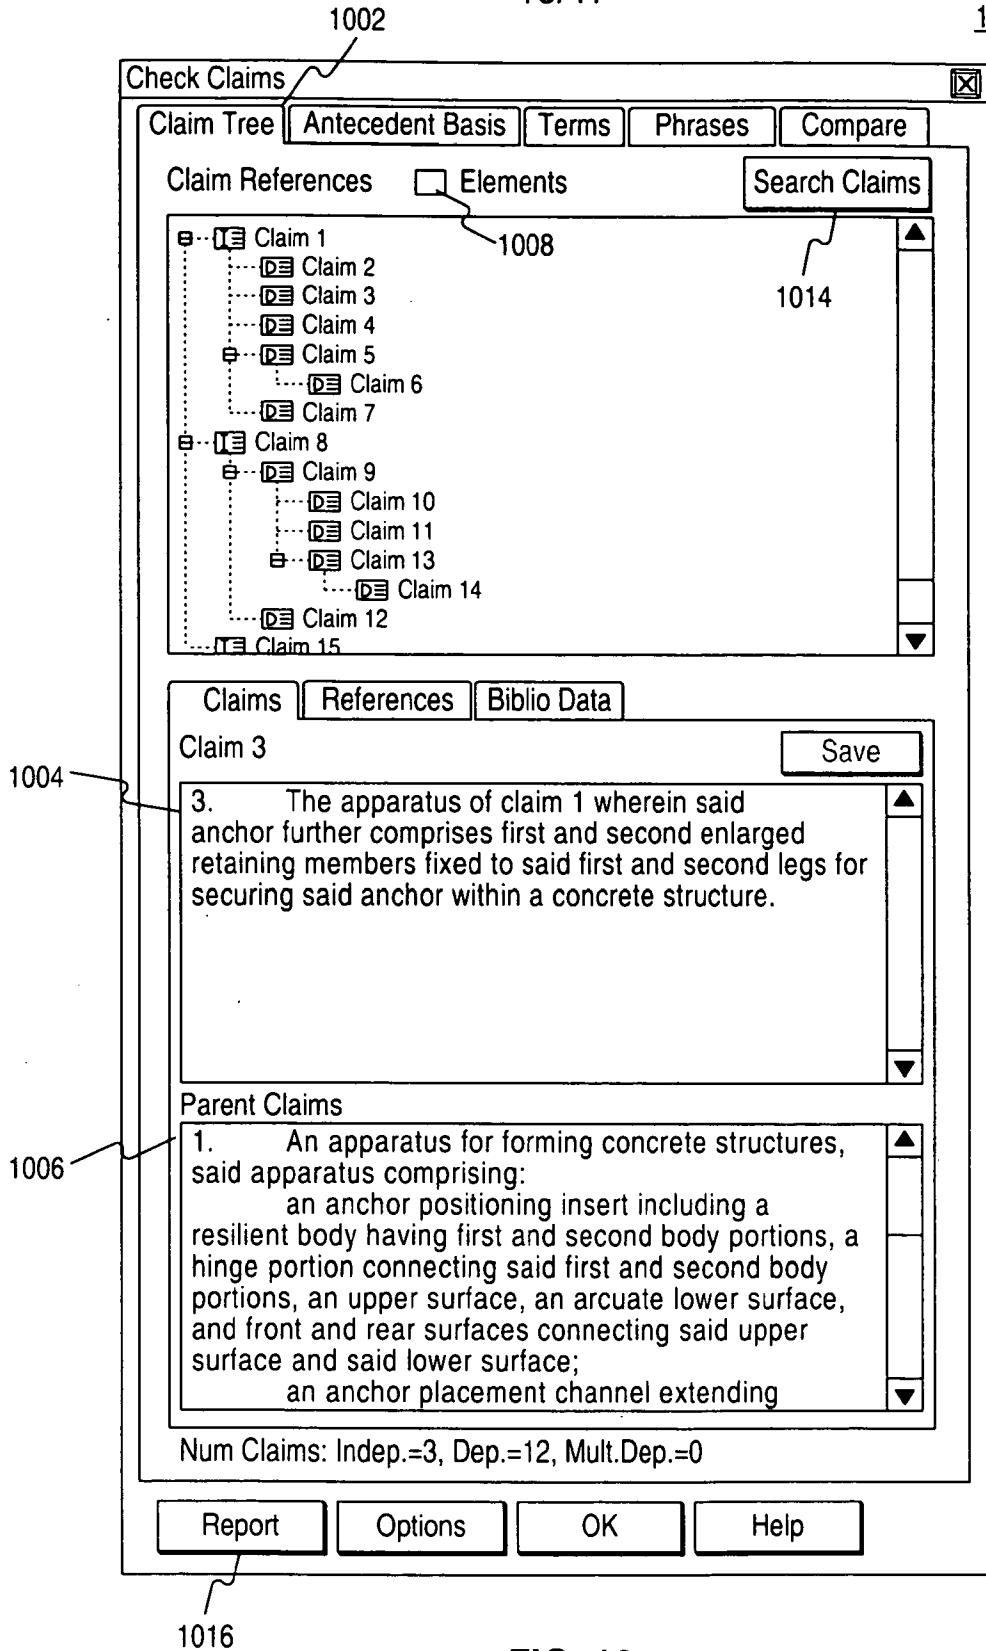 1002
Check Claims
Claim Tree Antecedent Basis Terms Phrases Compare
Claim References Elements Search Claims
1008
1014
I Claim 1
D Claim 2
D Claim 3
D Claim 4
D Claim 5
D Claim 6
D Claim 7
I Claim 8
D Claim 9
D Claim 10
D Claim 11
D Claim 13
D Claim 14
D Claim 12
I Claim 15
Claims References Biblio Data
Claim 3 Save
1004
3. The apparatus of claim 1 wherein said
anchor further comprises first and second enlarged
retaining members fixed to said first and second legs for
securing said anchor within a concrete structure.
Parent Claims
1006
1. An apparatus for forming concrete structures,
said apparatus comprising:
an anchor positioning insert including a
resilient body having first and second body portions, a
hinge portion connecting said first and second body
portions, an upper surface, an arcuate lower surface,
and front and rear surfaces connecting said upper
surface and said lower surface;
an anchor placement channel extending
Num Claims: Indep.=3, Dep.=12, Mult.Dep.=0
Report Options OK Help
1016